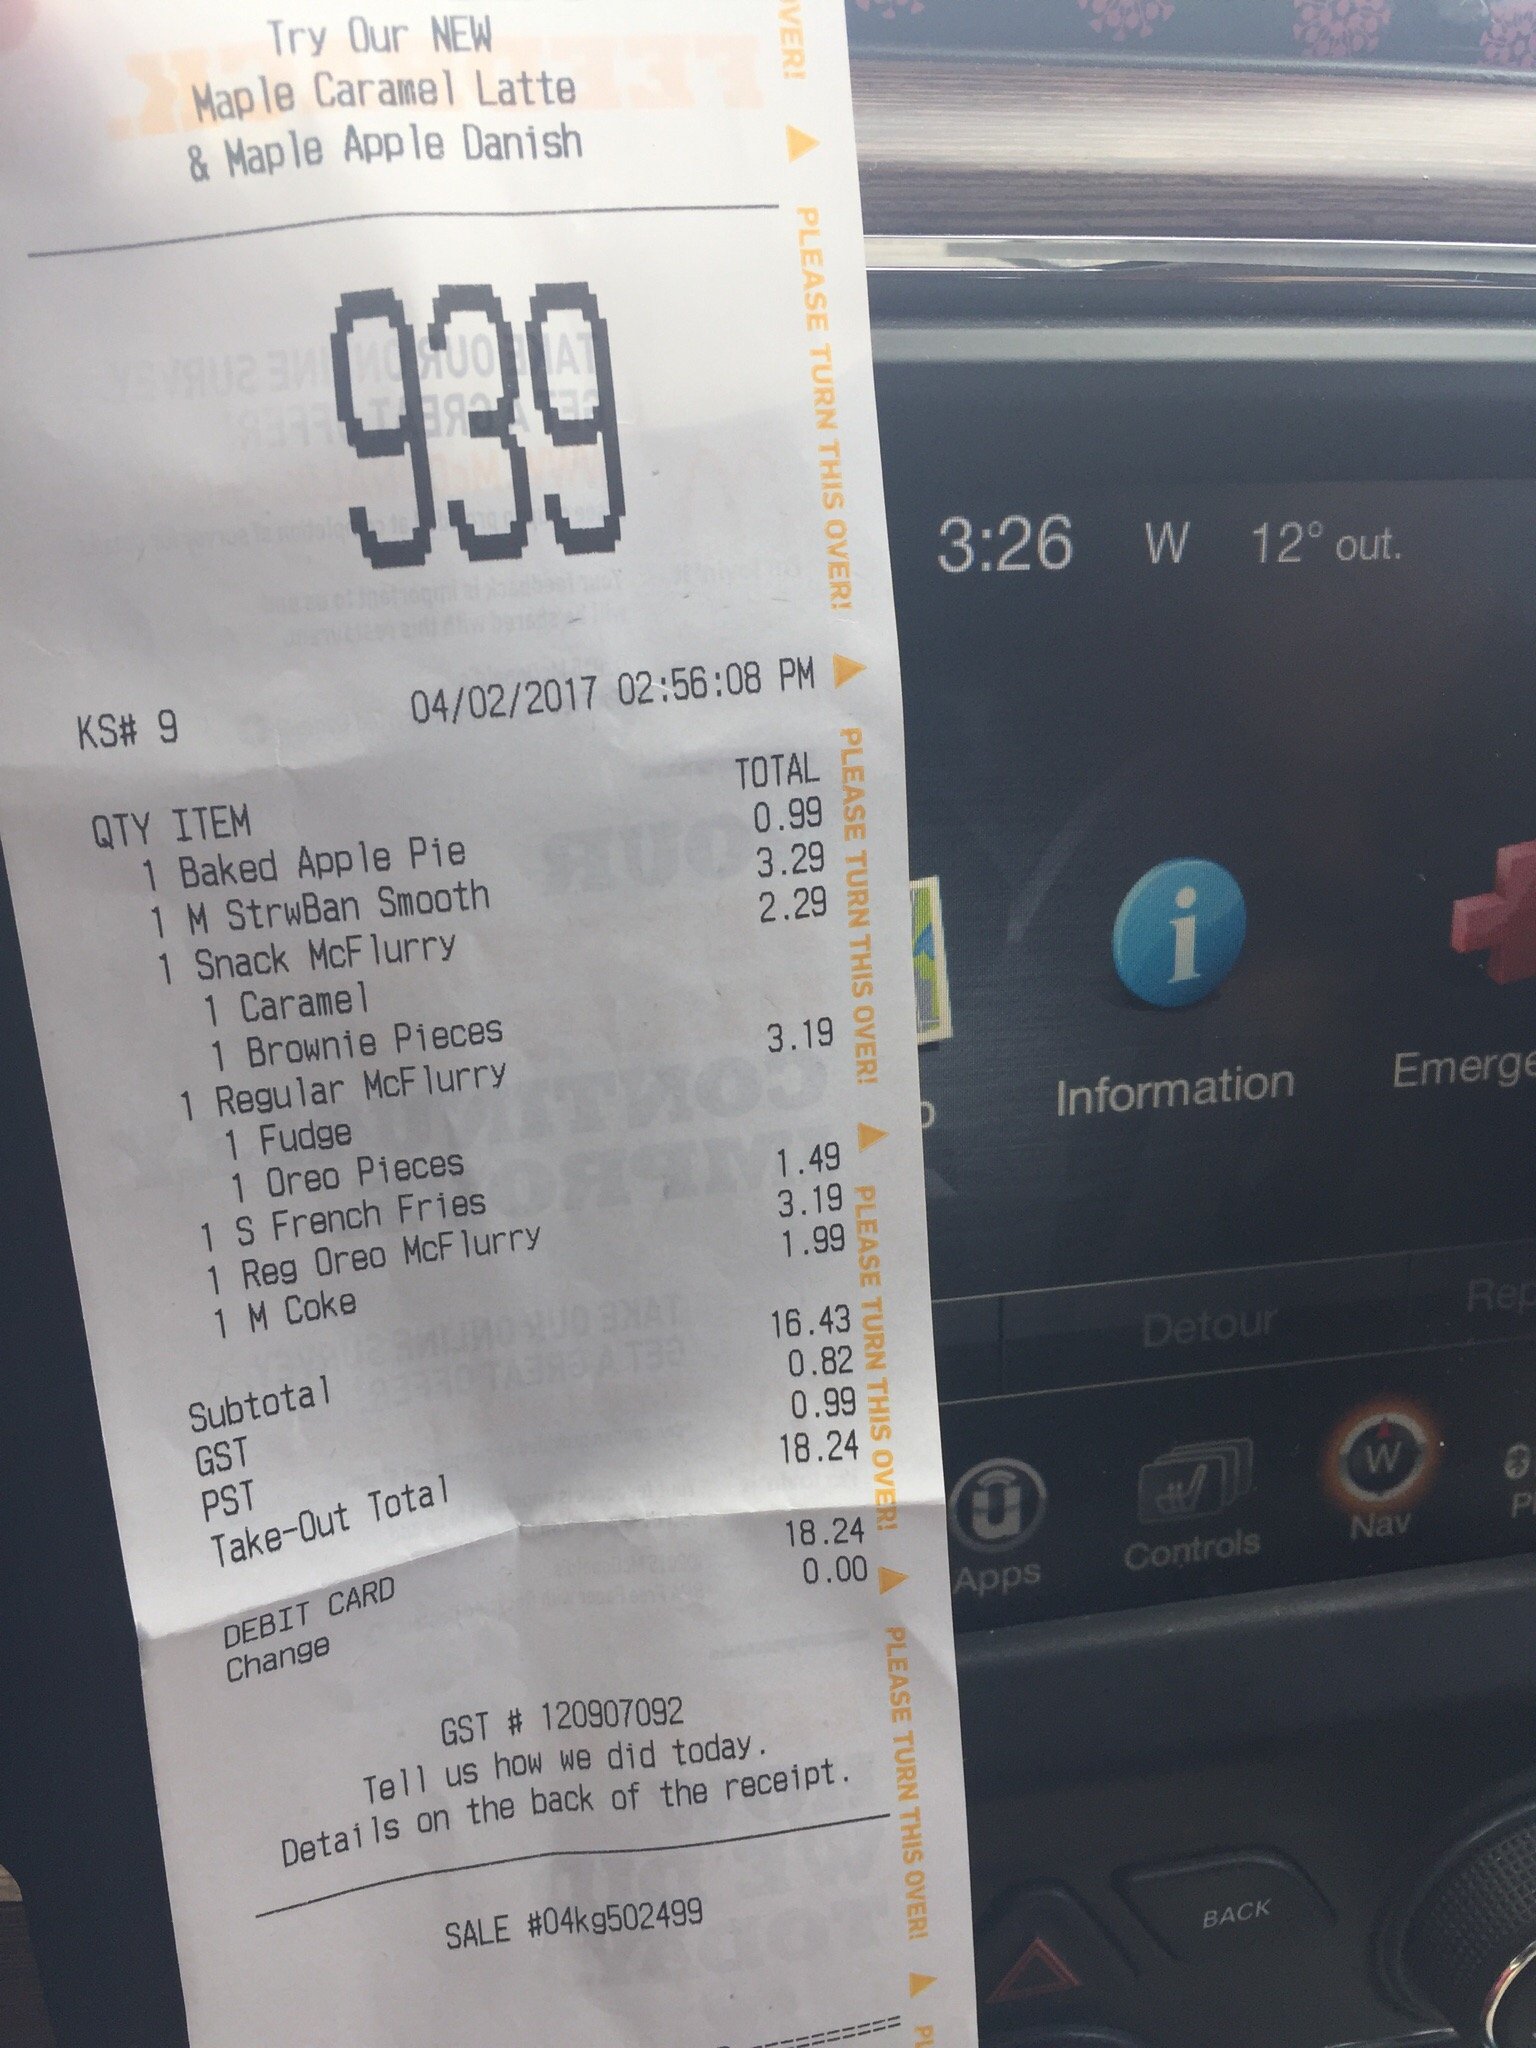 Try Our NEW
Maple Caramel Latte
& Maple Apple Danish
939
KS# 9 04/02/2017 02:56:08 PM
QTY ITEM TOTAL
1 Baked Apple Pie 0.99
1 M StrwBan Smooth 3.29
1 Snack McFlurry 2.29
1 Caramel
1 Brownie Pieces
1 Regular McFlurry 3.19
1 Fudge
1 Oreo Pieces
1 S French Fries 1.49
1 Reg Oreo McFlurry 3.19
1 M Coke 1.99
Subtotal 16.43
GST 0.82
PST 0.99
Take-Out Total 18.24
DEBIT CARD 18.24
Change 0.00
GST # 120907092
Tell us how we did today.
Details on the back of the receipt.
SALE #04kg502499
OVER!
PLEASE TURN THIS OVER!
PLEASE TURN THIS OVER!
PLEASE TURN THIS OVER!
PLEASE TURN THIS OVER!
PL
3:26 W 12° out.
Information
Emerge
Detour
Rep
Apps
Controls
W
Nav
BACK